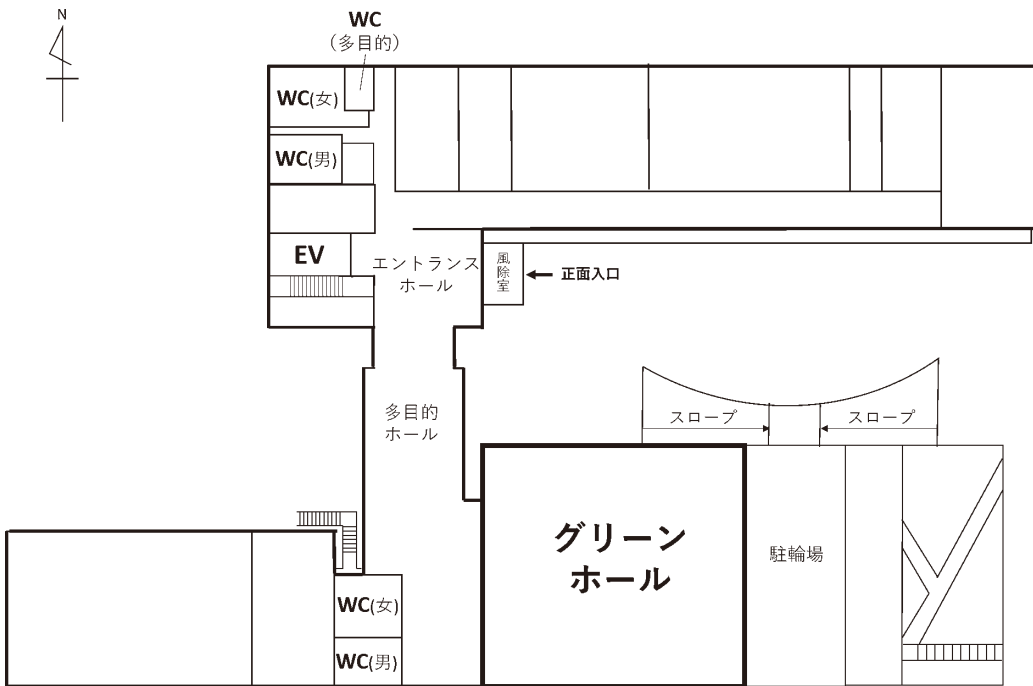 N
WC
（多目的）
WC(女)
WC(男)
EV
エントランス
ホール
風除室
正面入口
多目的
ホール
スロープ
スロープ
グリーン
ホール
駐輪場
WC(女)
WC(男)